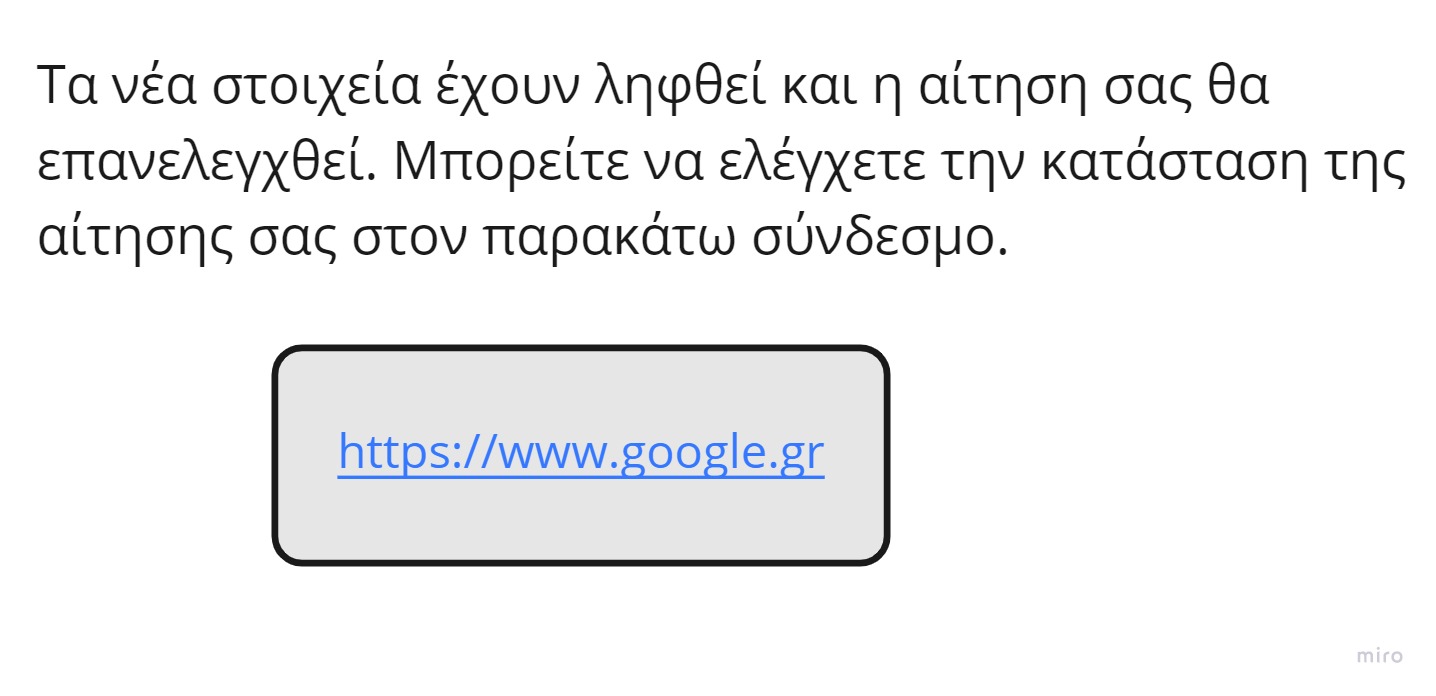 Τα νέα στοιχεία έχουν ληφθεί και η αίτηση σας θα
επανελεγχθεί. Μπορείτε να ελέγχετε την κατάσταση της
αίτησης σας στον παρακάτω σύνδεσμο.
https://www.google.gr
miro